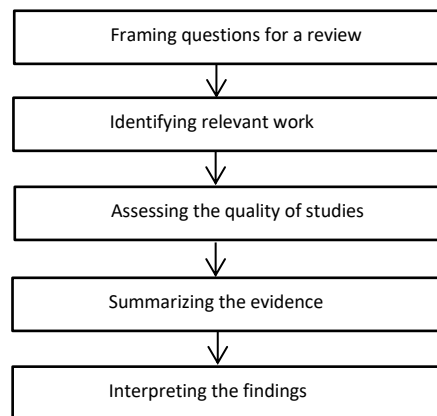 Framing questions for a review
Identifying relevant work
Assessing the quality of studies
Summarizing the evidence
Interpreting the findings